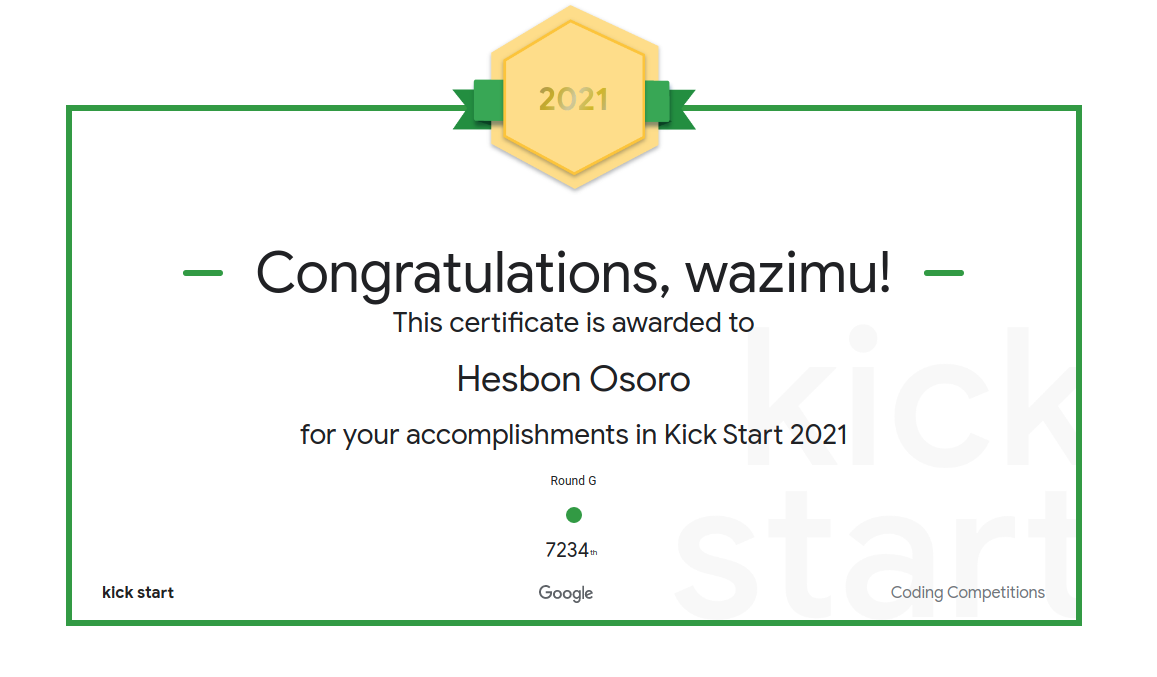 2021
Congratulations, wazimu!
This certificate is awarded to
Hesbon Osoro
for your accomplishments in Kick Start 2021
Round G
7234th
kick start
Google
Coding Competitions
kick
start